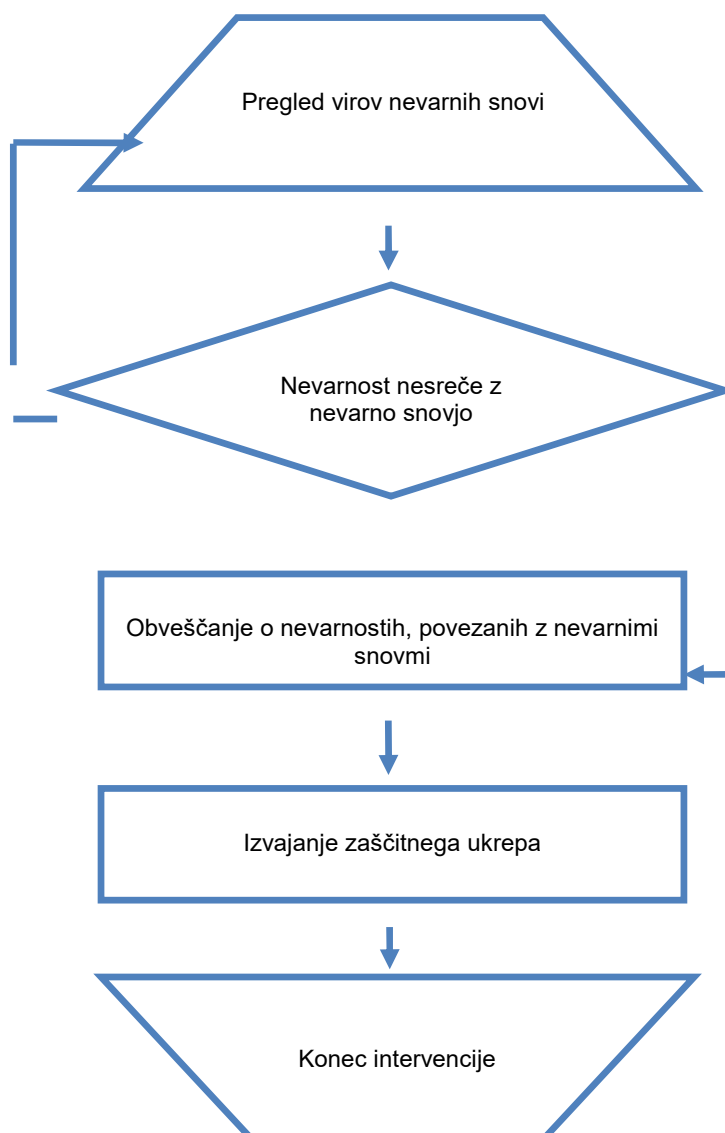 Pregled virov nevarnih snovi
Nevarnost nesreče z
nevarno snovjo
Obveščanje o nevarnostih, povezanih z nevarnimi
snovmi
Izvajanje zaščitnega ukrepa
Konec intervencije